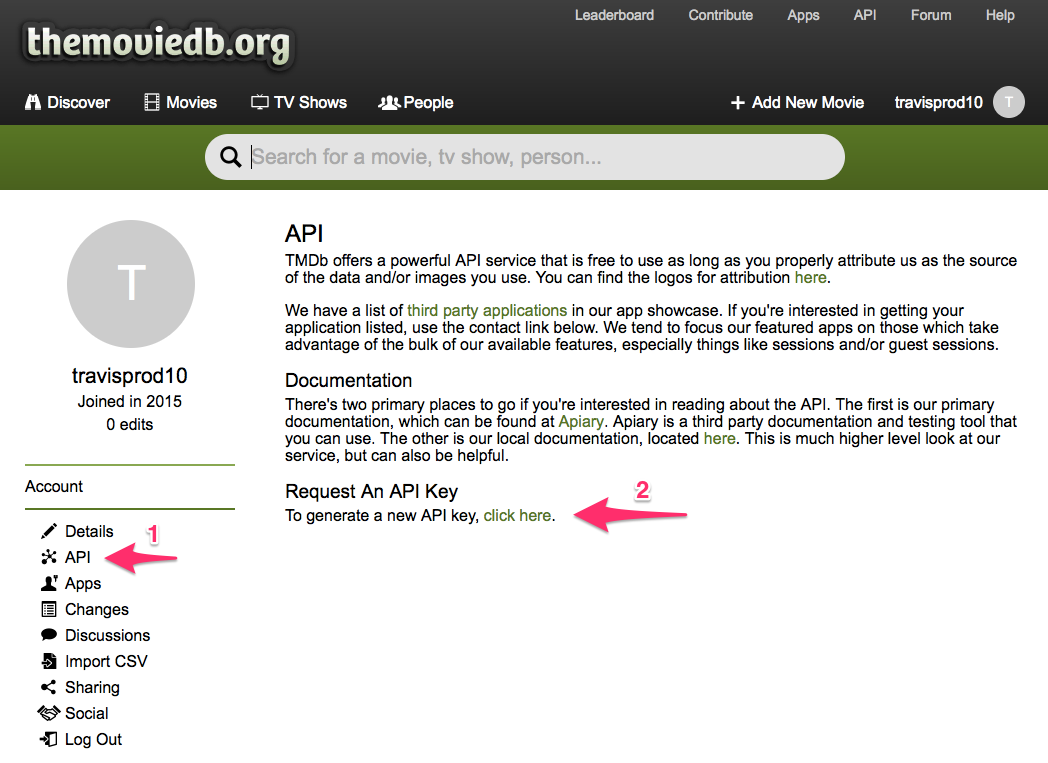 Leaderboard Contribute Apps API Forum Help
themoviedb.org
Discover Movies TV Shows People + Add New Movie travisprod10 T
Search for a movie, tv show, person...
T
travisprod10
Joined in 2015
0 edits
Account
Details
1
API
Apps
Changes
Discussions
Import CSV
Sharing
Social
Log Out
API
TMDb offers a powerful API service that is free to use as long as you properly attribute us as the source
of the data and/or images you use. You can find the logos for attribution here.
We have a list of third party applications in our app showcase. If you're interested in getting your
application listed, use the contact link below. We tend to focus our featured apps on those which take
advantage of the bulk of our available features, especially things like sessions and/or guest sessions.
Documentation
There's two primary places to go if you're interested in reading about the API. The first is our primary
documentation, which can be found at Apiary. Apiary is a third party documentation and testing tool that
you can use. The other is our local documentation, located here. This is much higher level look at our
service, but can also be helpful.
Request An API Key
2
To generate a new API key, click here.